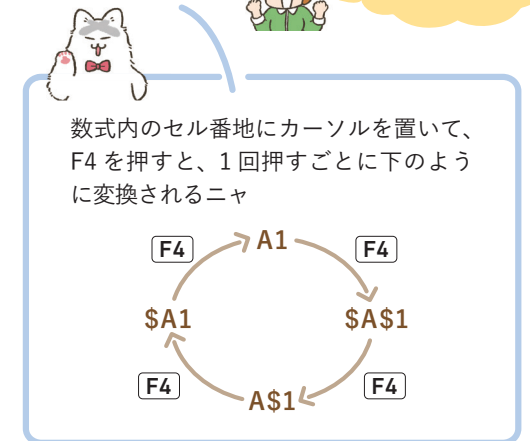 数式内のセル番地にカーソルを置いて、
F4 を押すと、1 回押すごとに下のよう
に変換されるニャ
F4 A1 F4
$A1 $A$1
F4 A$1 F4